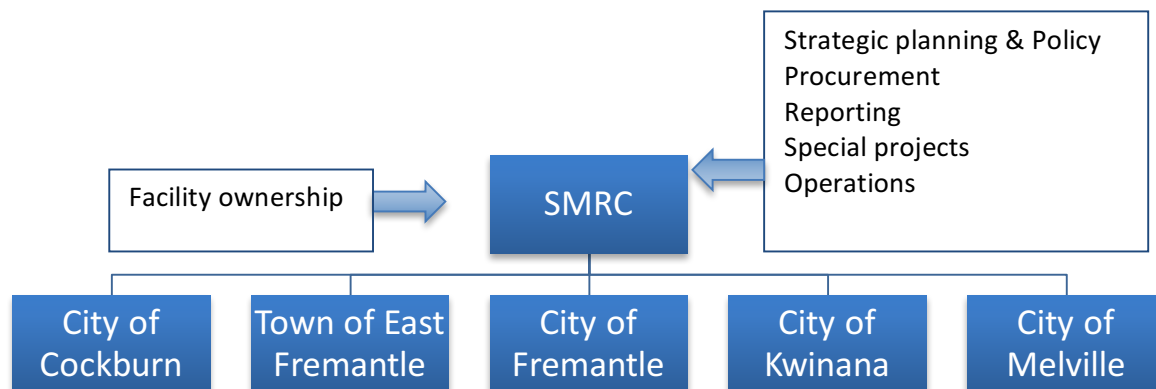 Strategic planning & Policy
Procurement
Reporting
Special projects
Operations
Facility ownership
SMRC
City of
Cockburn
Town of East
Fremantle
City of
Fremantle
City of
Kwinana
City of
Melville